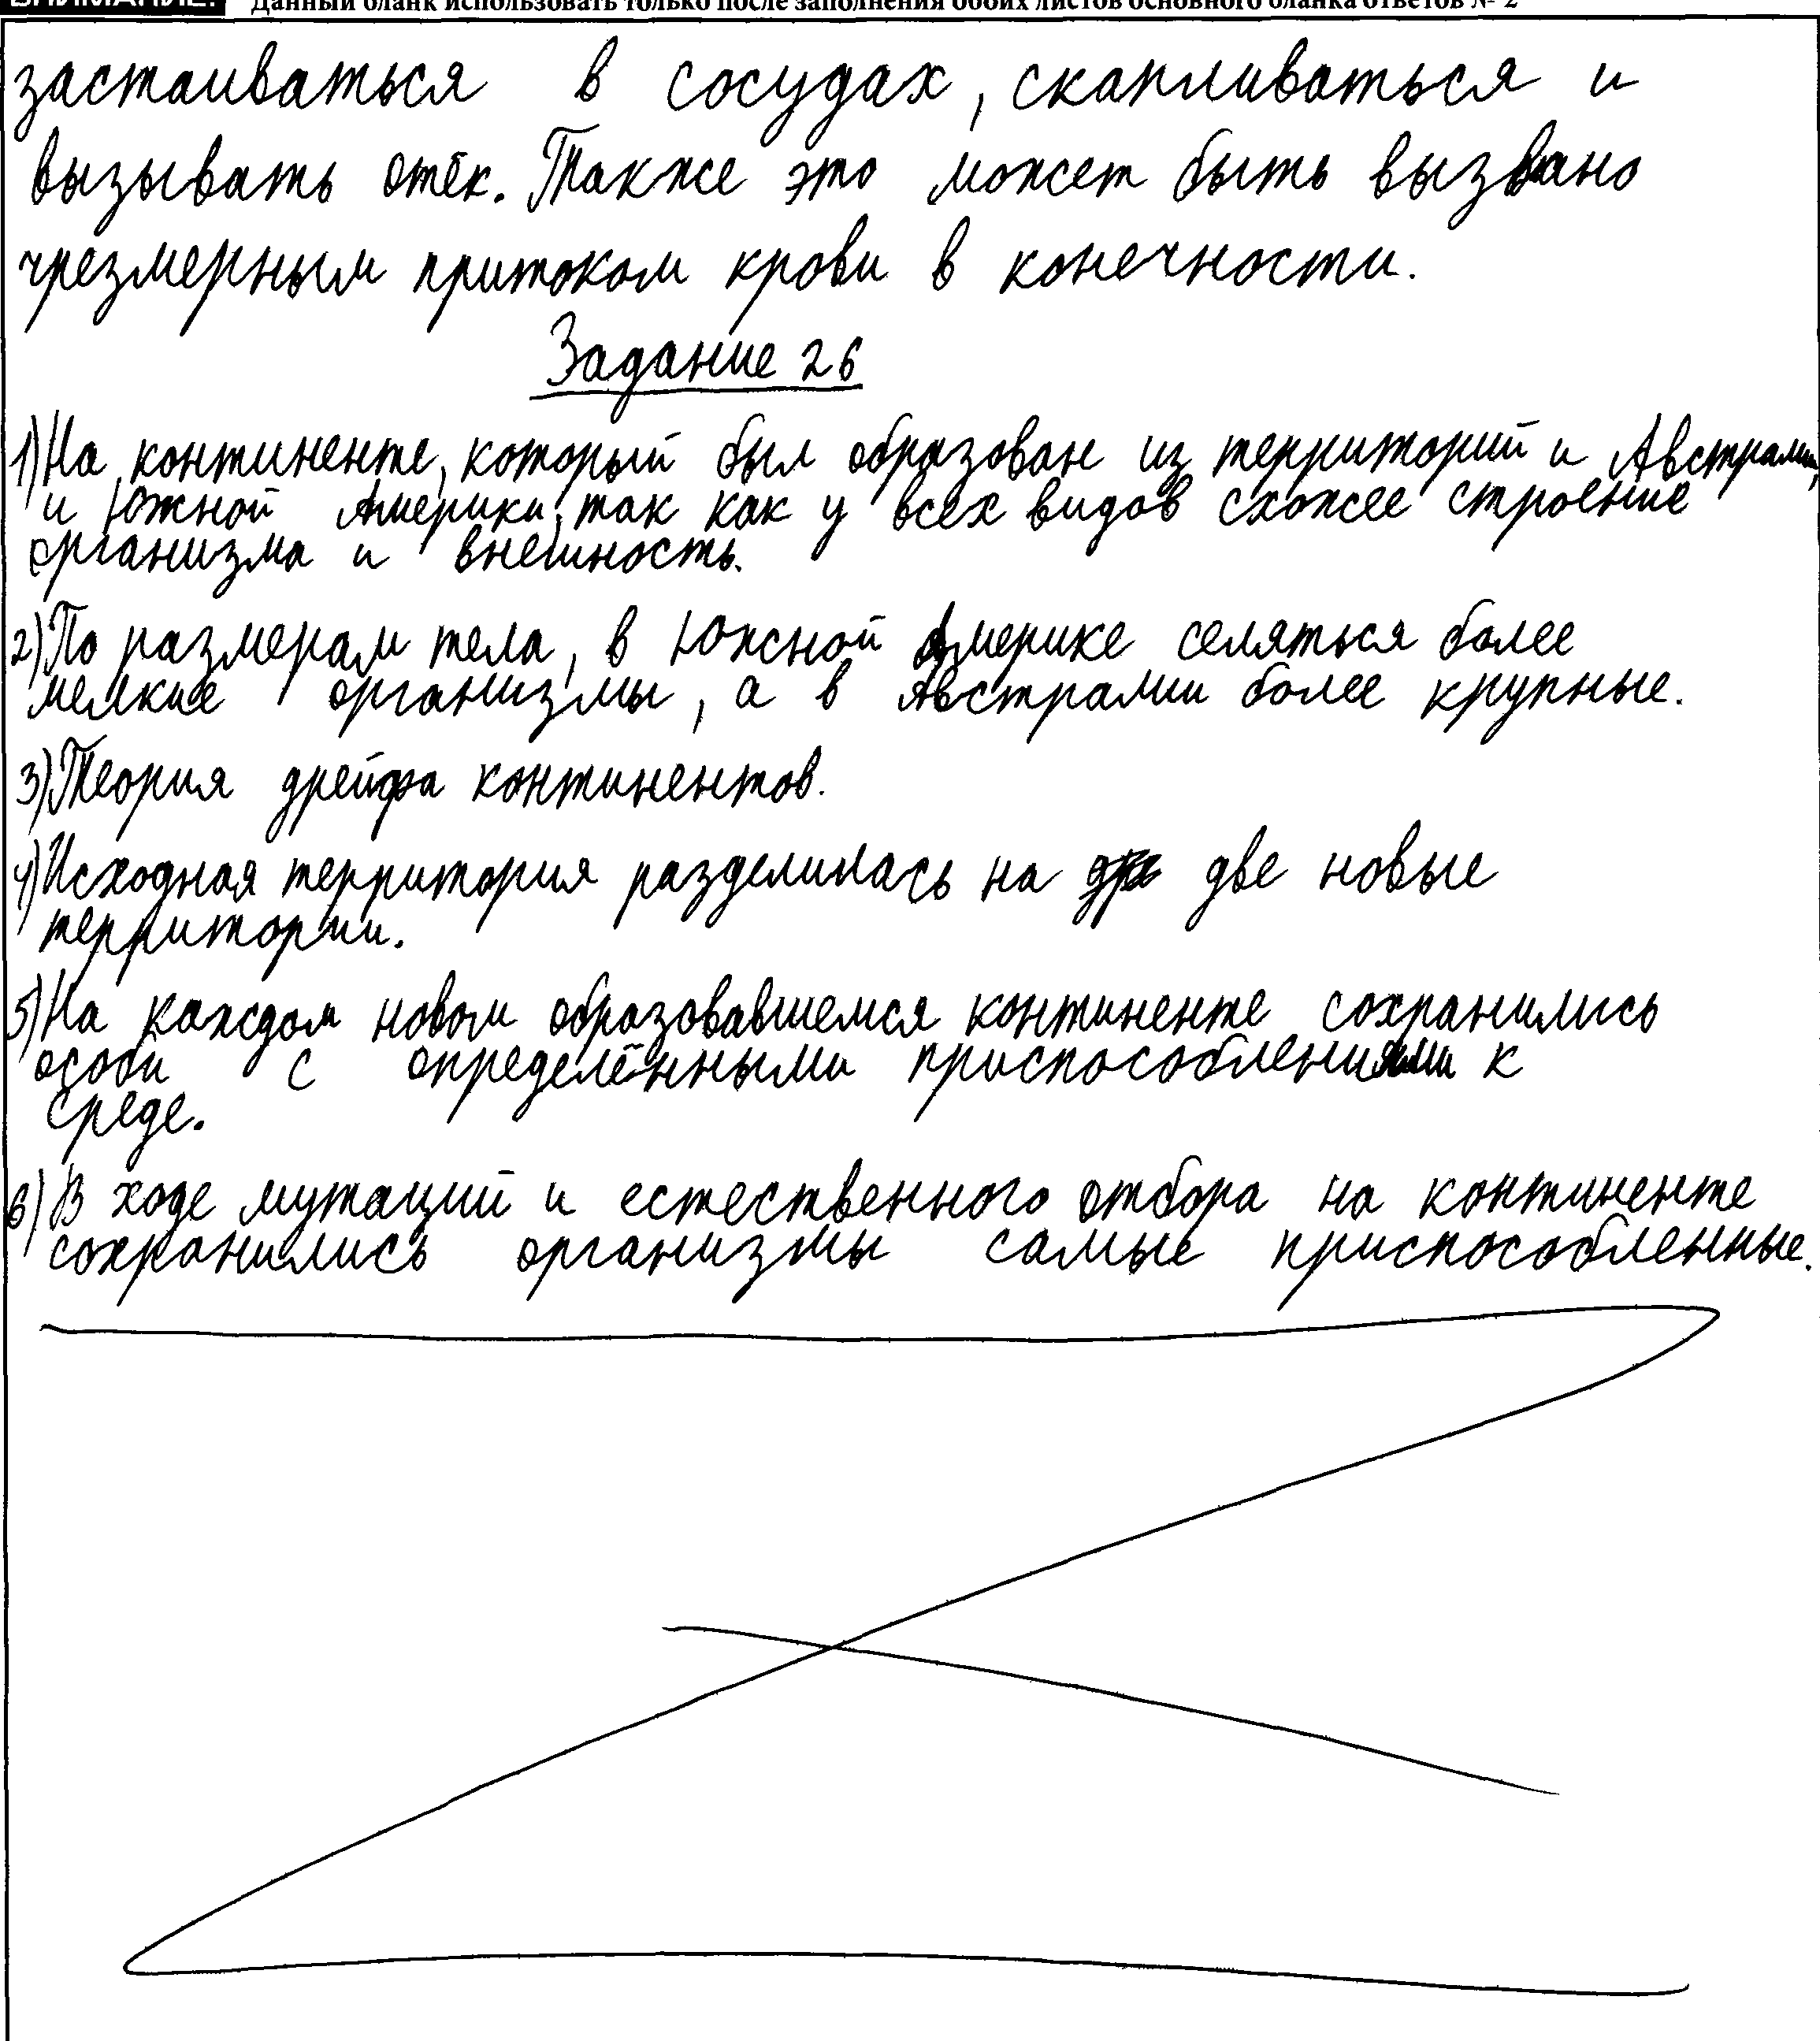 Данный бланк использовать только после заполнения обоих листов основного бланка ответов № 2
застаиваться в сосудах, скапливаться и
вызывать отёк. Также это может быть вызвано
чрезмерным притоком крови в конечности.
Задание 26
1) На континенте, который был образован из территорий и Австралии,
и Южной Америки, так как у всех видов схожее строение
организма и внешность.
2) По размерам тела, в Южной Америке селяться более
мелкие организмы, а в Австралии более крупные.
3) Теория дрейфа континентов.
4) Исходная территория разделилась на две новые
территории.
5) На каждом новом образовавшемся континенте сохранились
особи с определёнными приспособлениями к
среде.
6) В ходе мутаций и естественного отбора на континенте
сохранились организмы самые приспособленные.